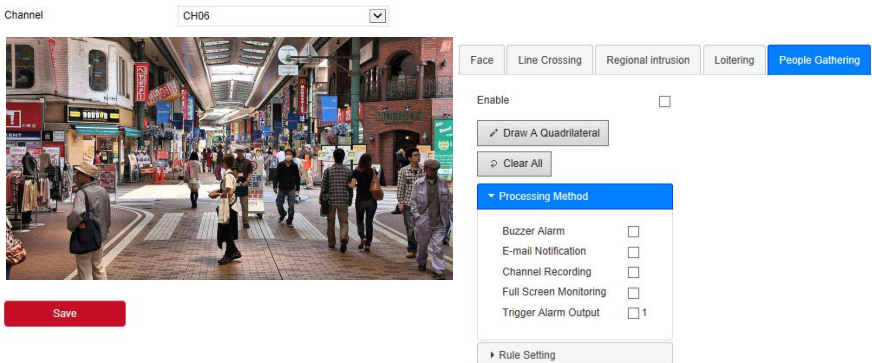 Channel
CH06
Face
Line Crossing
Regional intrusion
Loitering
People Gathering
Enable
Draw A Quadrilateral
Clear All
Processing Method
Buzzer Alarm
E-mail Notification
Channel Recording
Full Screen Monitoring
Trigger Alarm Output
1
Rule Setting
Save